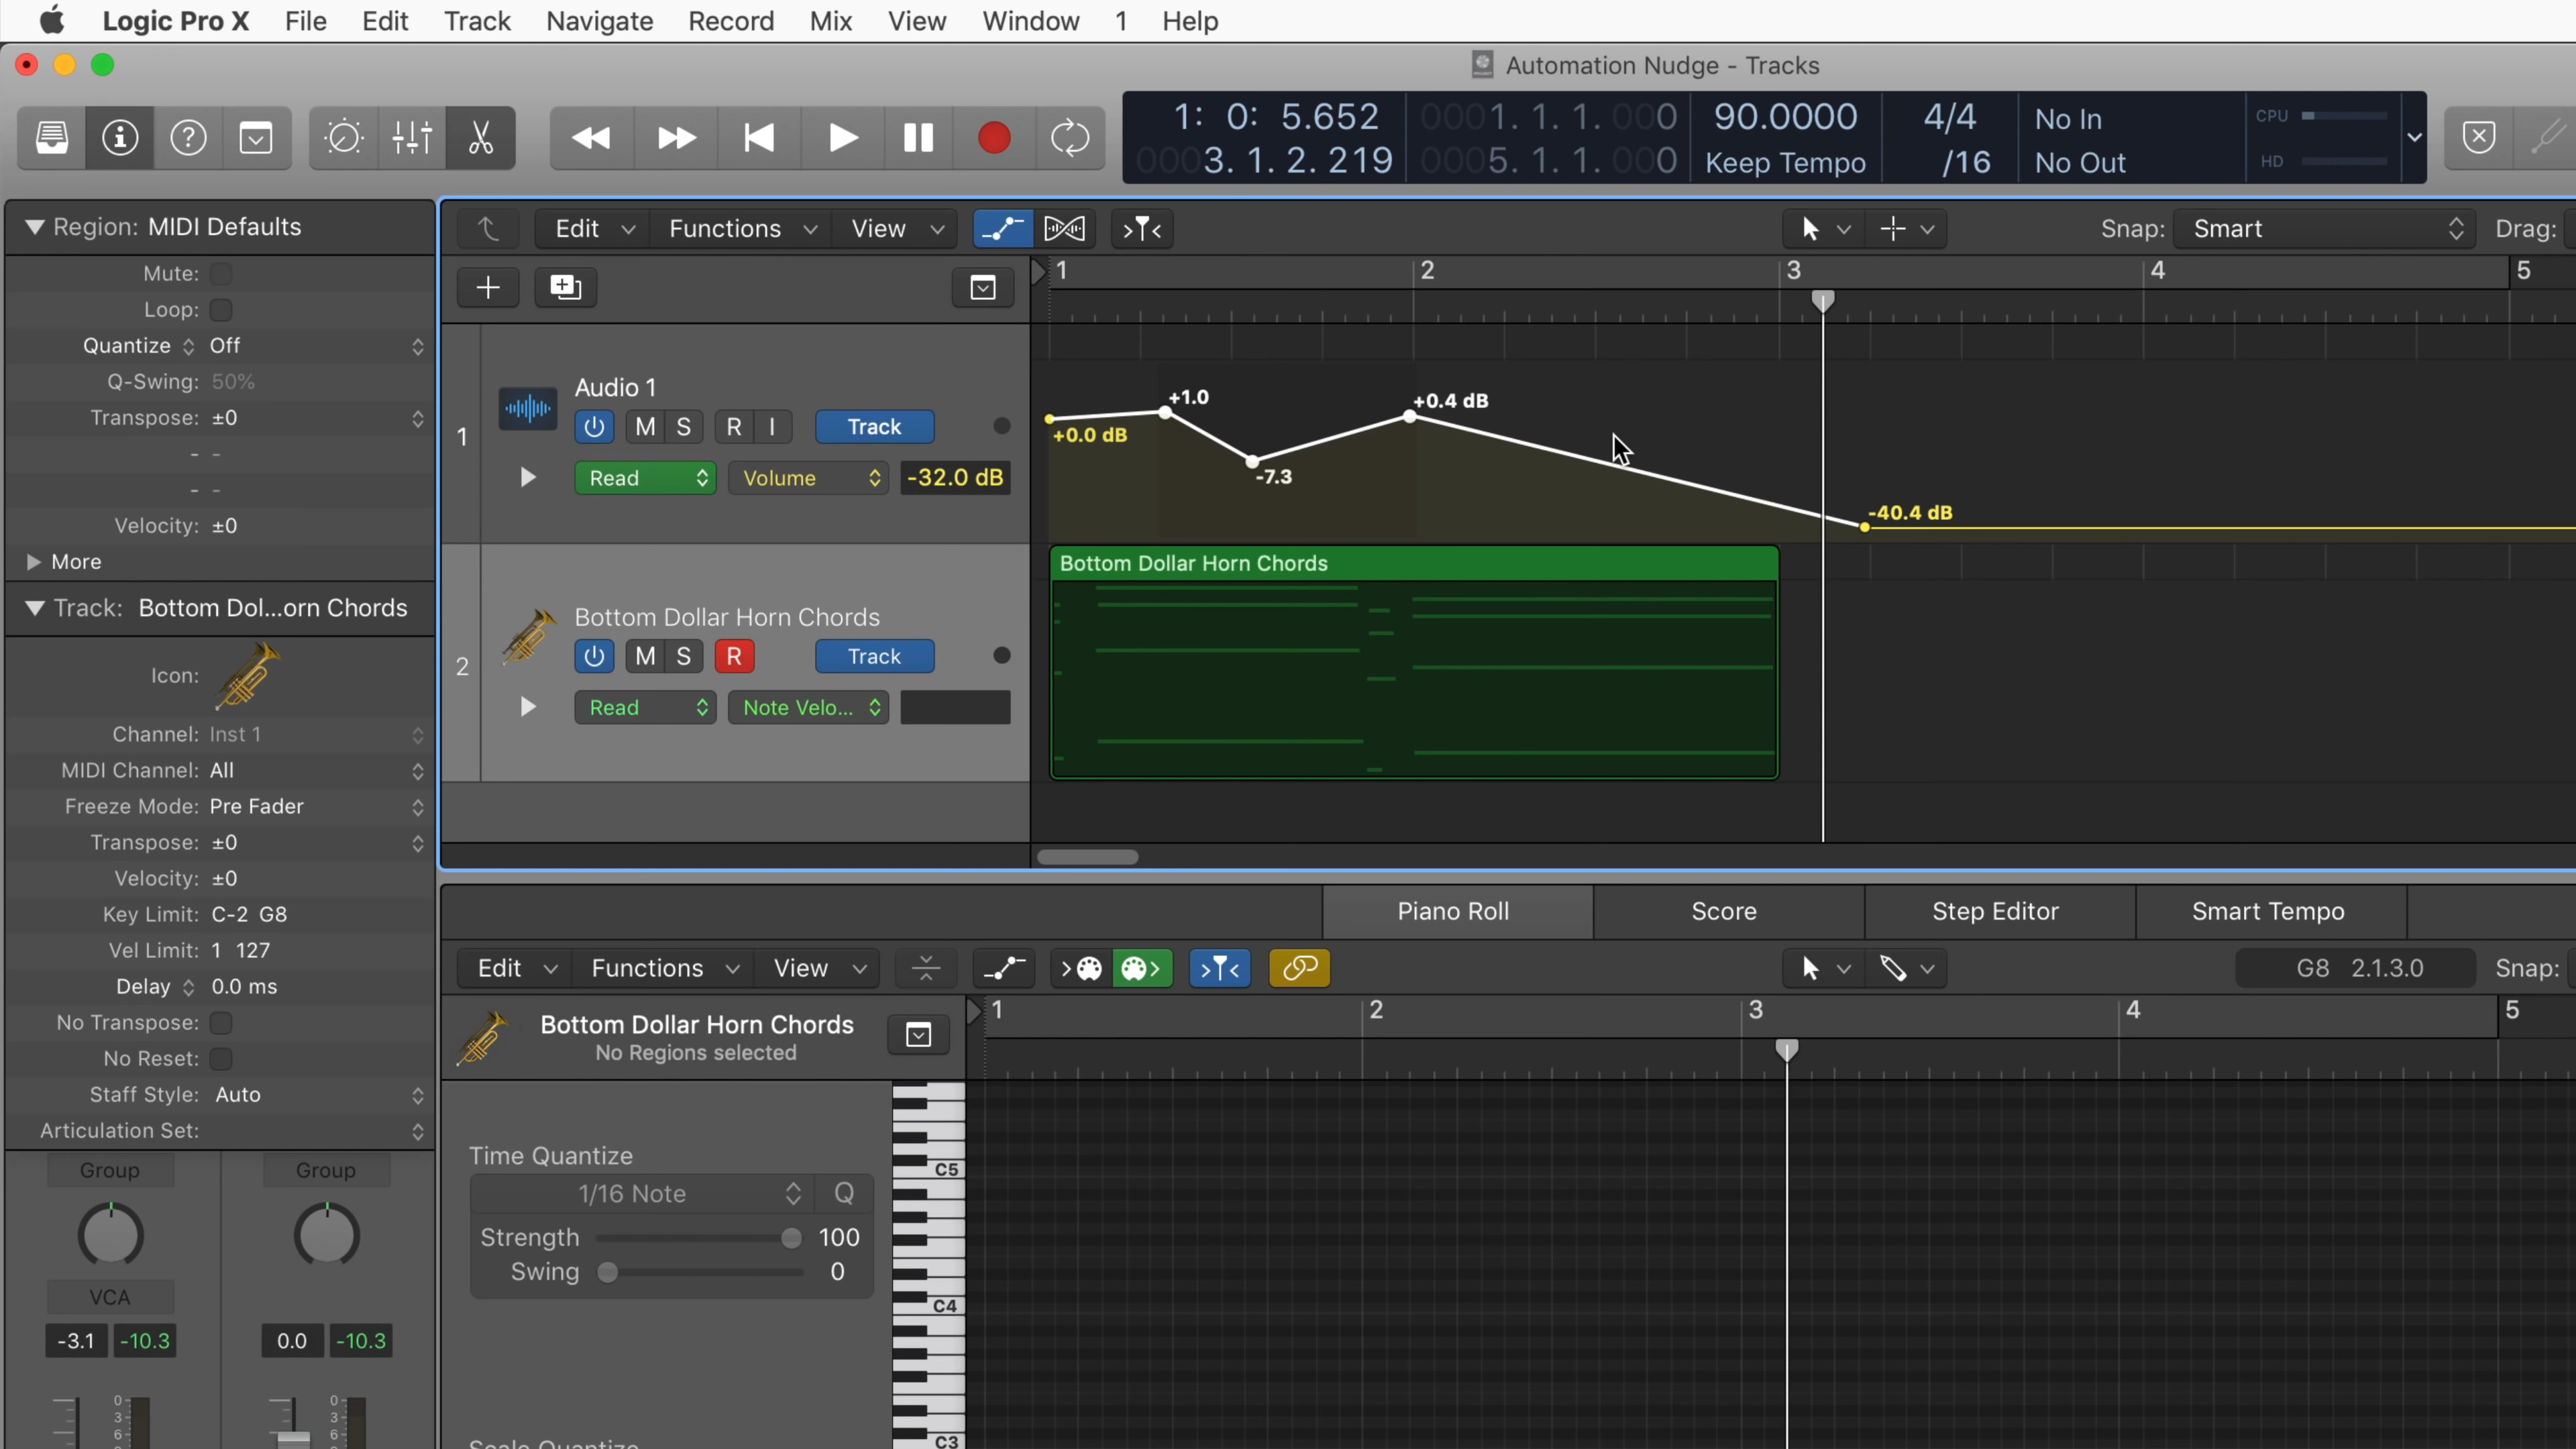 Logic Pro X File Edit Track Navigate Record Mix View Window 1 Help
Automation Nudge - Tracks
1: 0: 5.652 0001. 1. 1. 000 90.0000 4/4 No In CPU
0003. 1. 2. 219 0005. 1. 1. 000 Keep Tempo /16 No Out HD
Region: MIDI Defaults
Mute:
Loop:
Quantize Off
Q-Swing: 50%
Transpose: ±0
- -
- -
Velocity: ±0
More
Track: Bottom Dol...orn Chords
Icon:
Channel: Inst 1
MIDI Channel: All
Freeze Mode: Pre Fader
Transpose: ±0
Velocity: ±0
Key Limit: C-2 G8
Vel Limit: 1 127
Delay 0.0 ms
No Transpose:
No Reset:
Staff Style: Auto
Articulation Set:
Group Group
VCA
-3.1 -10.3 0.0 -10.3
0 0
3 3
6 6
Edit Functions View Snap: Smart Drag:
1 2 3 4 5
1
Audio 1
M S R I Track
Read Volume -32.0 dB
+0.0 dB
+1.0
-7.3
+0.4 dB
-40.4 dB
2
Bottom Dollar Horn Chords
M S R Track
Read Note Velo...
Bottom Dollar Horn Chords
Piano Roll Score Step Editor Smart Tempo
Edit Functions View G8 2.1.3.0 Snap:
Bottom Dollar Horn Chords
No Regions selected
1 2 3 4 5
Time Quantize
1/16 Note Q
Strength 100
Swing 0
Scale Quantize
C5
C4
C3